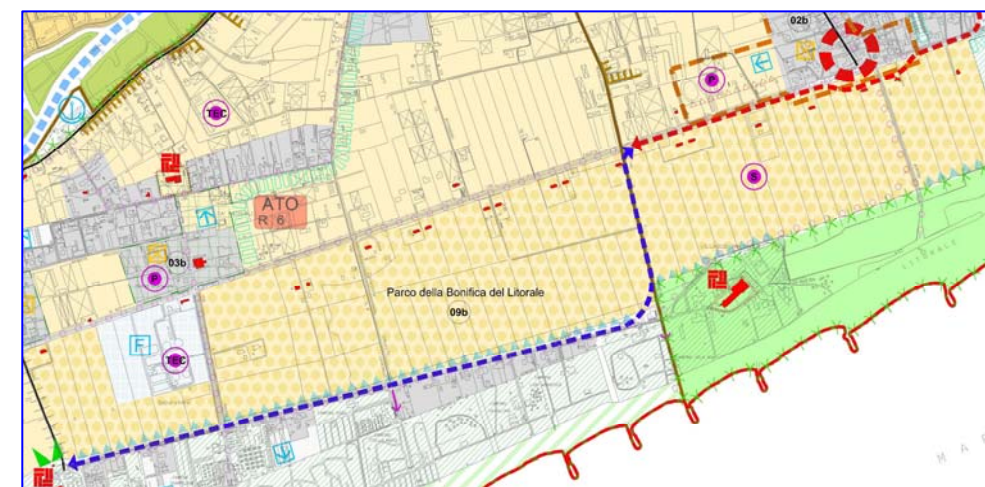 02b
P
TEC
S
ATO
R 6
03b
P
Parco della Bonifica del Litorale
09b
F
TEC
LITORALE
M A